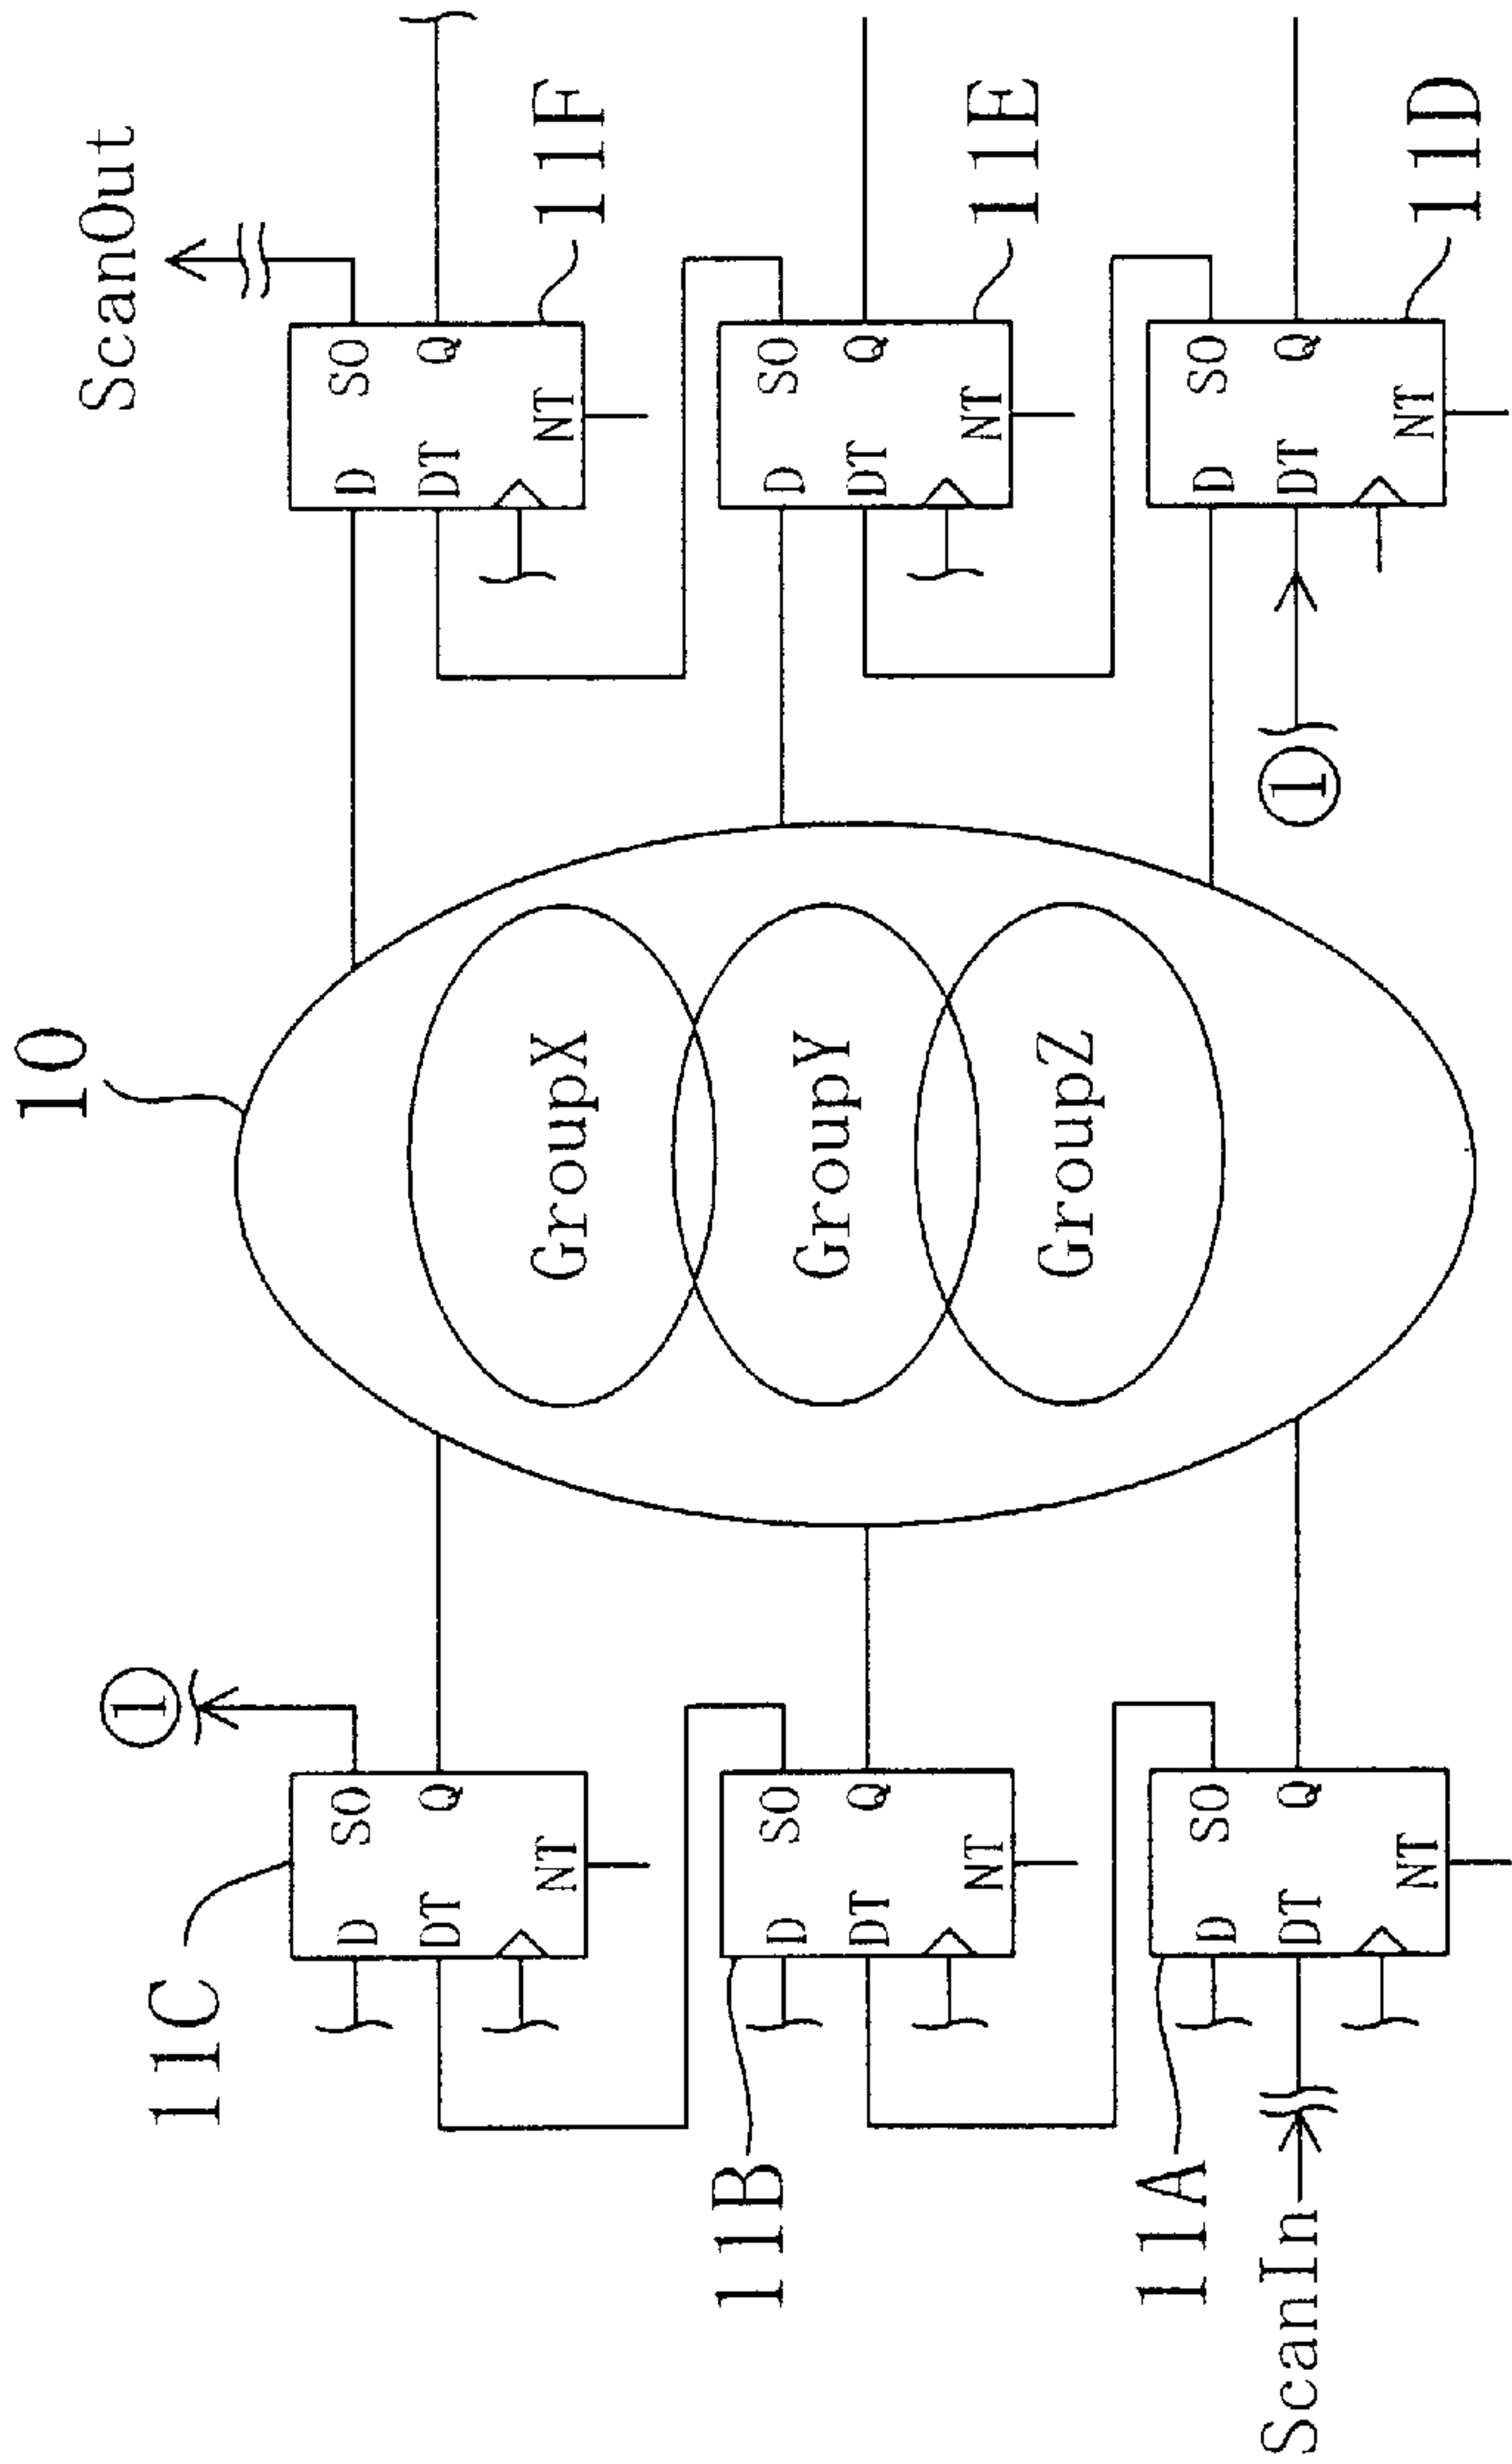 10
ScanOut
①
11C
D SO
DT Q
NT
D SO
DT Q
NT
11F
GroupX
11B
D SO
DT Q
NT
GroupY
D SO
DT Q
NT
11E
GroupZ
11A
D SO
DT Q
NT
①
D SO
DT Q
NT
11D
ScanIn